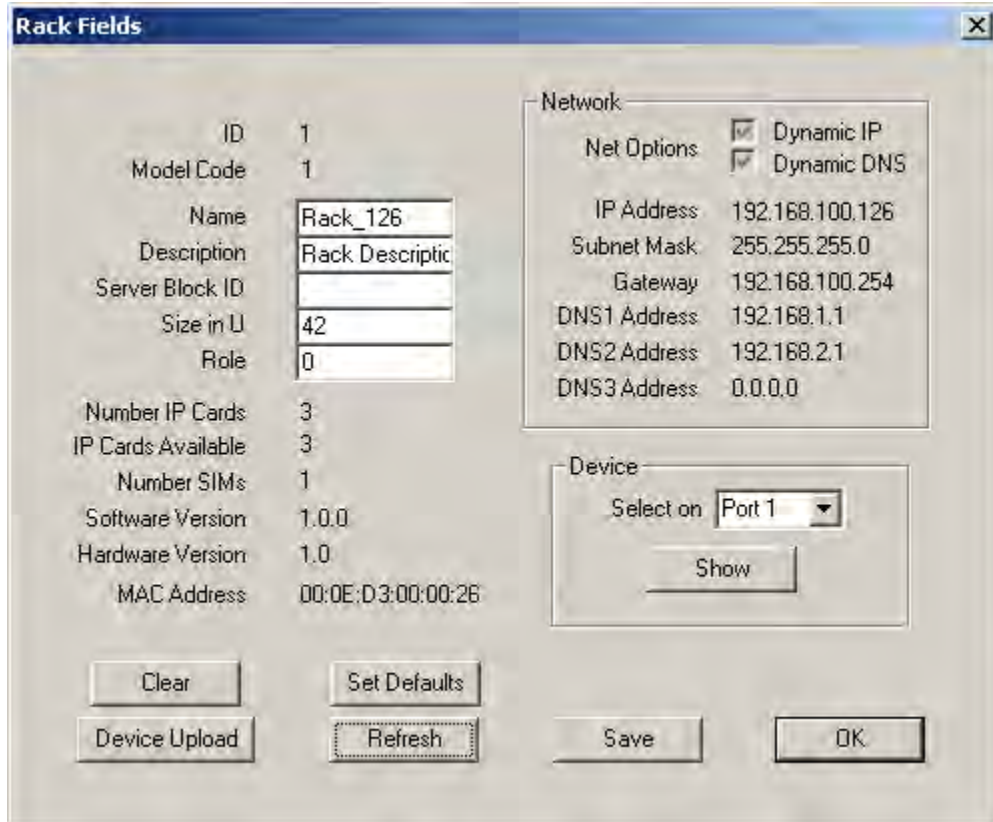 Rack Fields
ID 1
Model Code 1
Name Rack_126
Description Rack Descriptic
Server Block ID
Size in U 42
Role 0
Number IP Cards 3
IP Cards Available 3
Number SIMs 1
Software Version 1.0.0
Hardware Version 1.0
MAC Address 00:0E:D3:00:00:26
Clear Set Defaults
Device Upload Refresh
Network
Net Options Dynamic IP
Dynamic DNS
IP Address 192.168.100.126
Subnet Mask 255.255.255.0
Gateway 192.168.100.254
DNS1 Address 192.168.1.1
DNS2 Address 192.168.2.1
DNS3 Address 0.0.0.0
Device
Select on Port 1
Show
Save OK